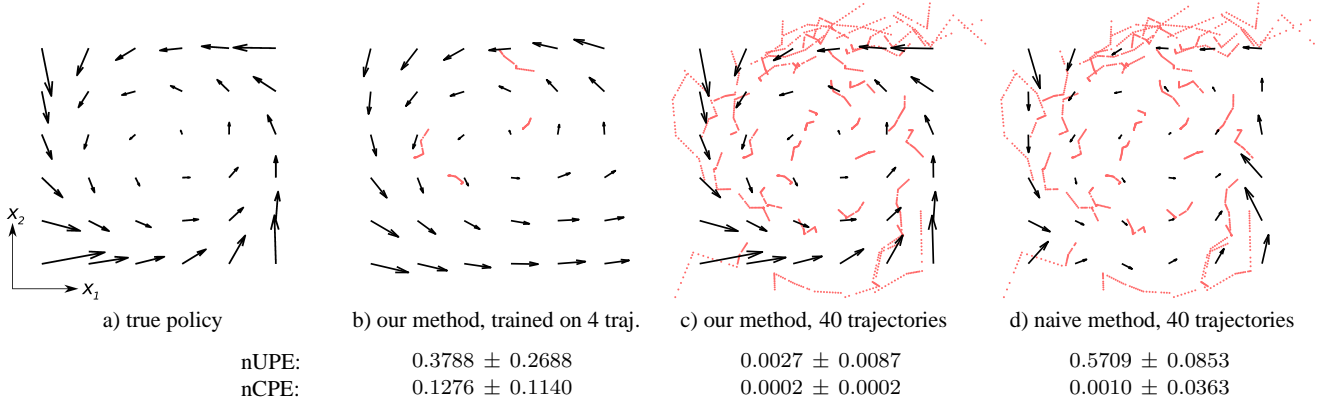 x_2
x_1
a) true policy
b) our method, trained on 4 traj.
c) our method, 40 trajectories
d) naive method, 40 trajectories
nUPE: 0.3788 ± 0.2688 0.0027 ± 0.0087 0.5709 ± 0.0853
nCPE: 0.1276 ± 0.1140 0.0002 ± 0.0002 0.0010 ± 0.0363